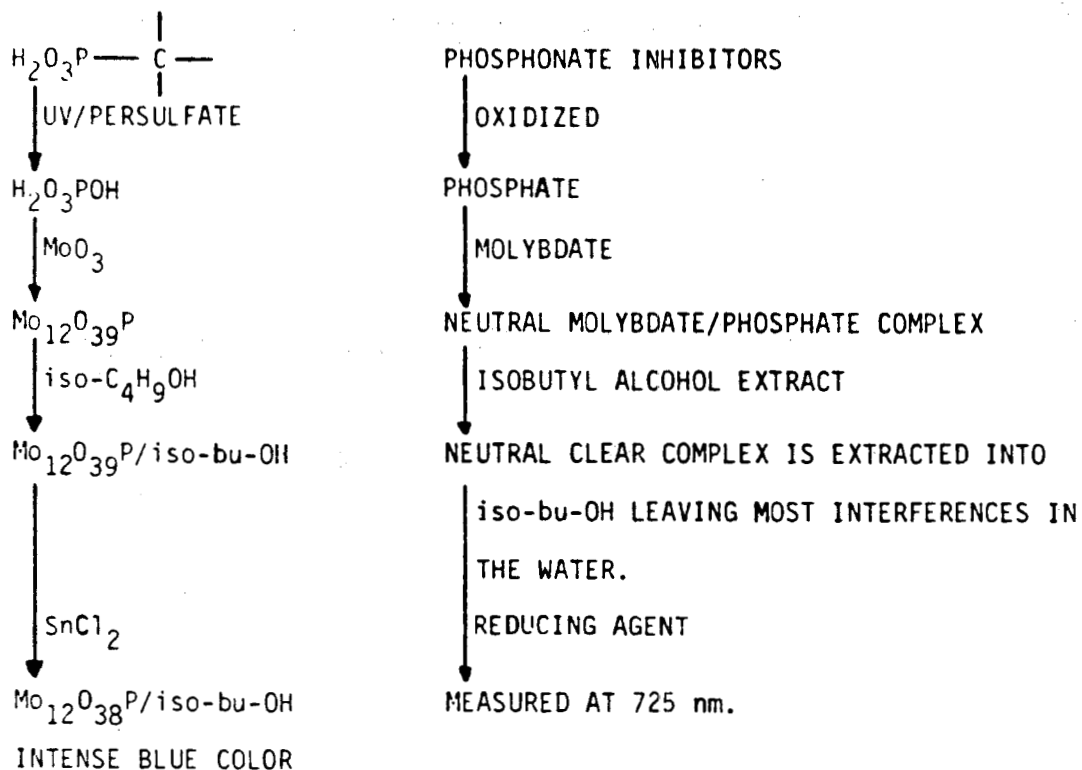 H₂O₃P — C — PHOSPHONATE INHIBITORS
UV/PERSULFATE OXIDIZED
H₂O₃POH PHOSPHATE
MoO₃ MOLYBDATE
Mo₁₂O₃₉P NEUTRAL MOLYBDATE/PHOSPHATE COMPLEX
iso-C₄H₉OH ISOBUTYL ALCOHOL EXTRACT
Mo₁₂O₃₉P/iso-bu-OH NEUTRAL CLEAR COMPLEX IS EXTRACTED INTO
iso-bu-OH LEAVING MOST INTERFERENCES IN
THE WATER.
SnCl₂ REDUCING AGENT
Mo₁₂O₃₈P/iso-bu-OH MEASURED AT 725 nm.
INTENSE BLUE COLOR